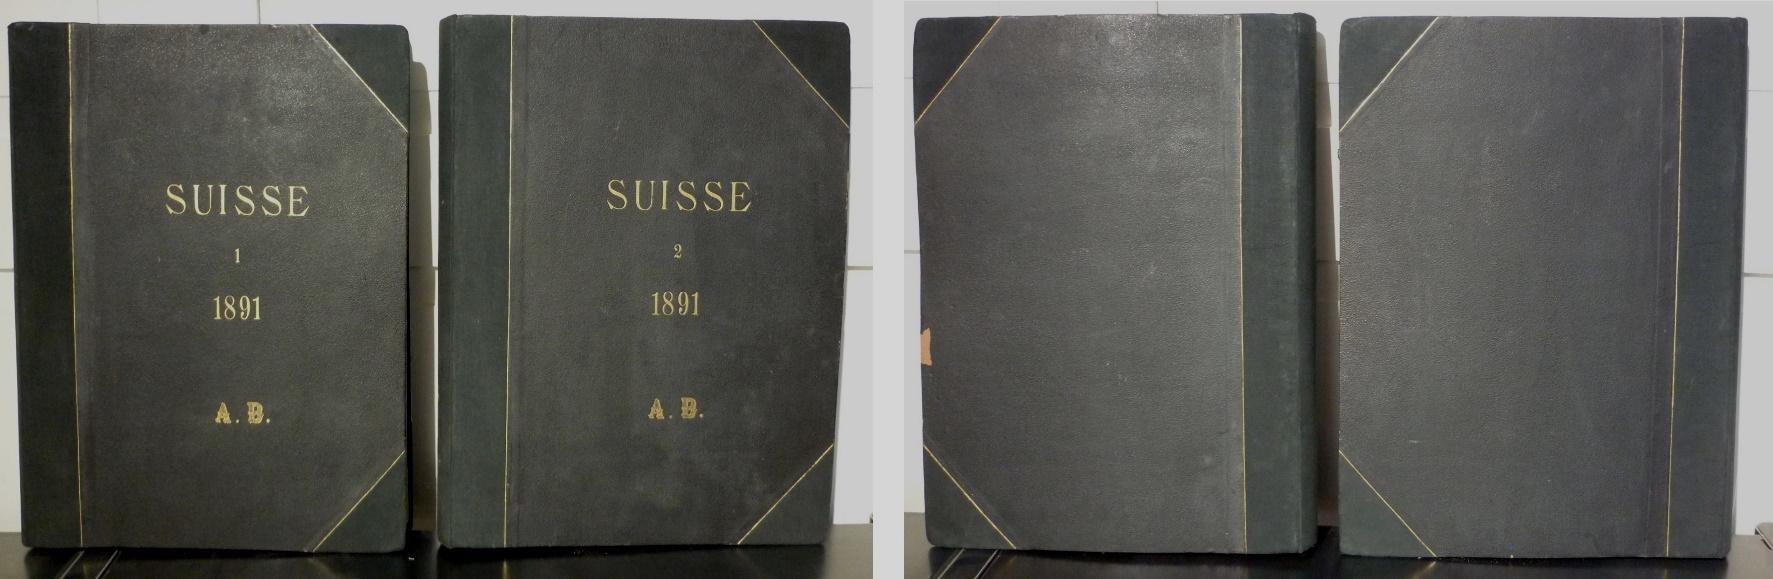 SUISSE
1
1891
A. B.
SUISSE
2
1891
A. B.